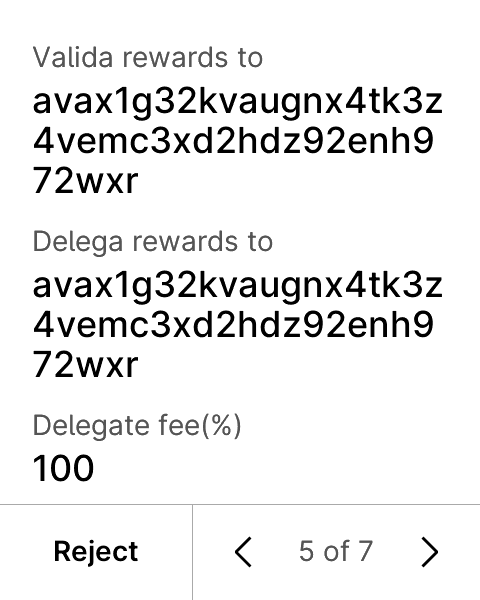 Valida rewards to
avax1g32kvaugnx4tk3z
4vemc3xd2hdz92enh9
72wxr
Delega rewards to
avax1g32kvaugnx4tk3z
4vemc3xd2hdz92enh9
72wxr
Delegate fee(%)
100
Reject
5 of 7